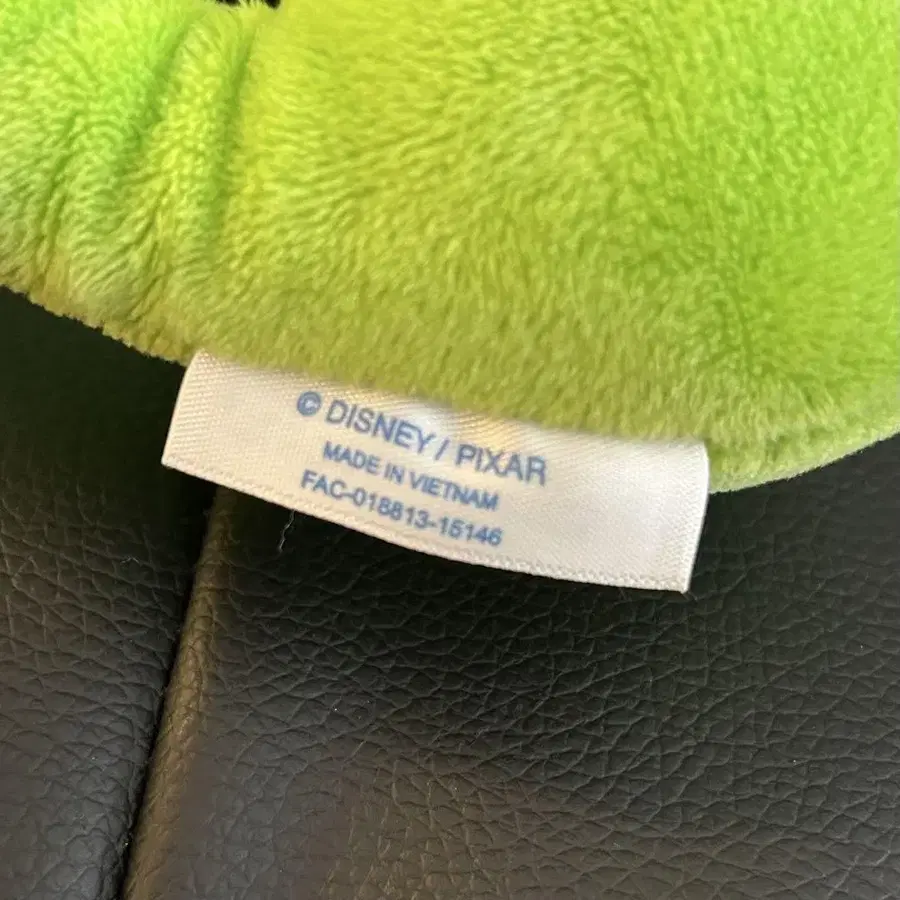 © DISNEY / PIXAR
MADE IN VIETNAM
FAC-018813-15146